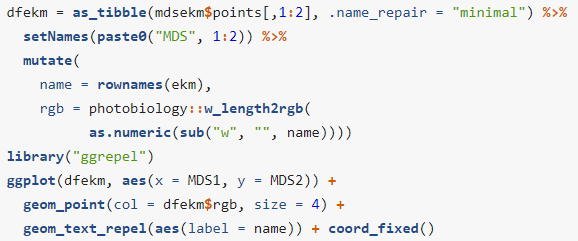 dfekm = as_tibble(mdsekm$points[,1:2], .name_repair = "minimal") %>%
  setNames(paste0("MDS", 1:2)) %>%
  mutate(
    name = rownames(ekm),
    rgb = photobiology::w_length2rgb(
          as.numeric(sub("w", "", name))))
library("ggrepel")
ggplot(dfekm, aes(x = MDS1, y = MDS2)) +
  geom_point(col = dfekm$rgb, size = 4) +
  geom_text_repel(aes(label = name)) + coord_fixed()